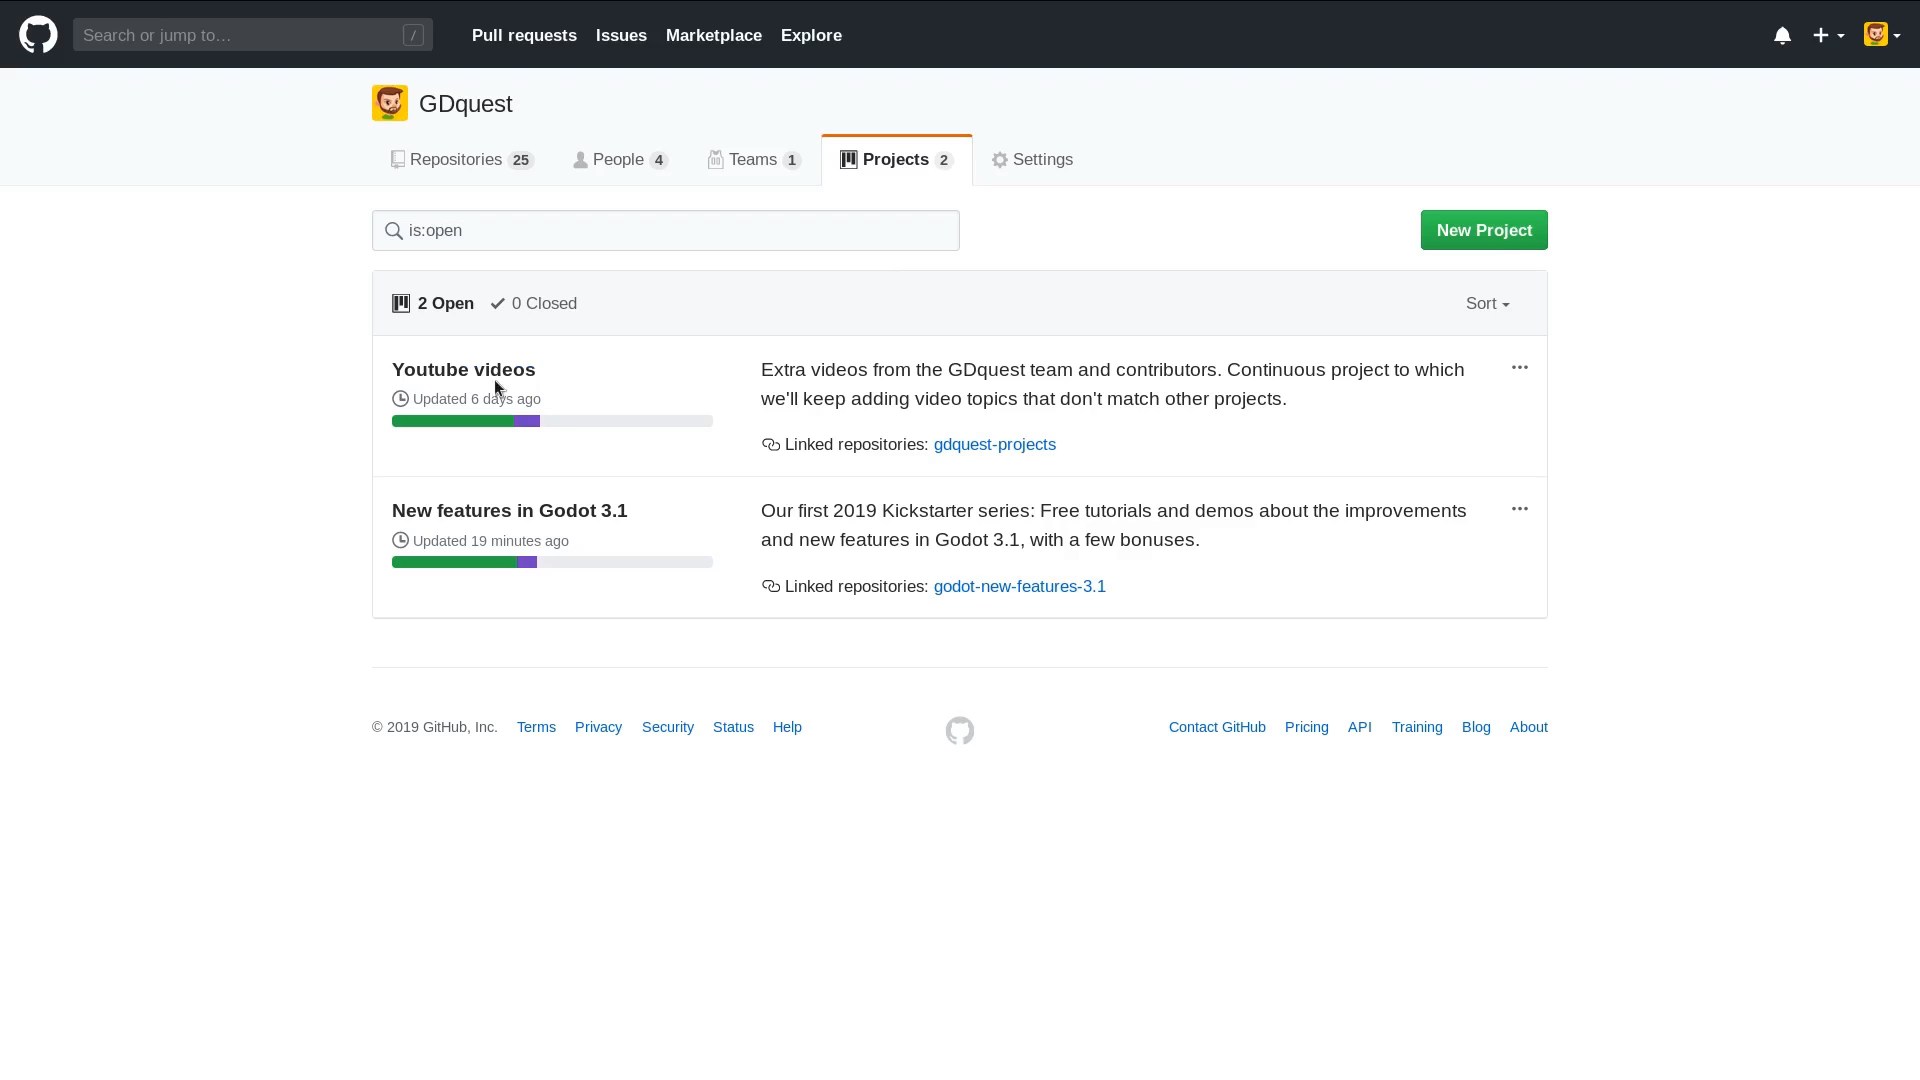 Search or jump to… / Pull requests Issues Marketplace Explore
GDquest
Repositories 25 People 4 Teams 1 Projects 2 Settings
is:open New Project
2 Open 0 Closed Sort
Youtube videos Extra videos from the GDquest team and contributors. Continuous project to which
Updated 6 days ago we'll keep adding video topics that don't match other projects.
Linked repositories: gdquest-projects
New features in Godot 3.1 Our first 2019 Kickstarter series: Free tutorials and demos about the improvements
Updated 19 minutes ago and new features in Godot 3.1, with a few bonuses.
Linked repositories: godot-new-features-3.1
© 2019 GitHub, Inc. Terms Privacy Security Status Help Contact GitHub Pricing API Training Blog About